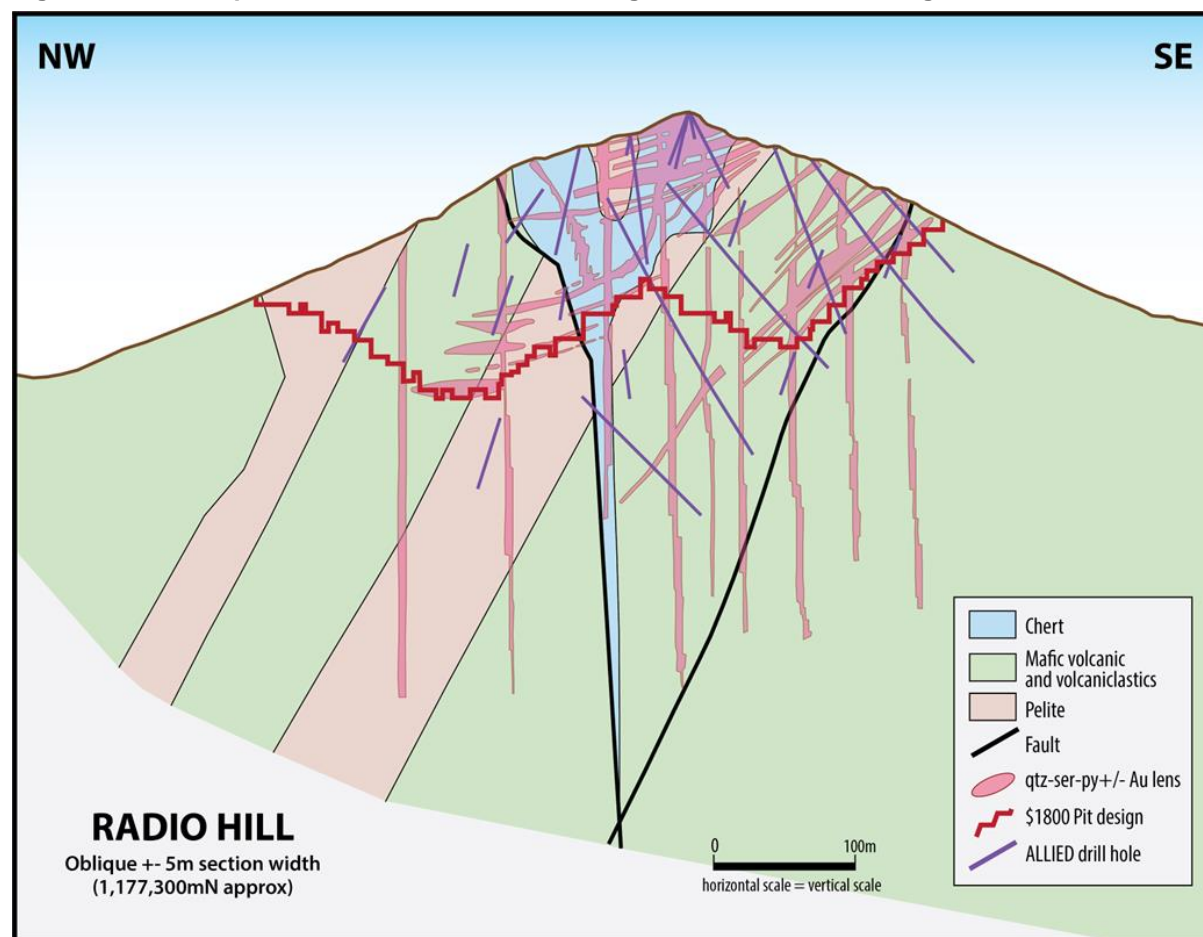 NW
SE
Chert
Mafic volcanic
and volcaniclastics
Pelite
Fault
qtz-ser-py+/- Au lens
$1800 Pit design
ALLIED drill hole
RADIO HILL
Oblique +- 5m section width
(1,177,300mN approx)
0 100m
horizontal scale = vertical scale